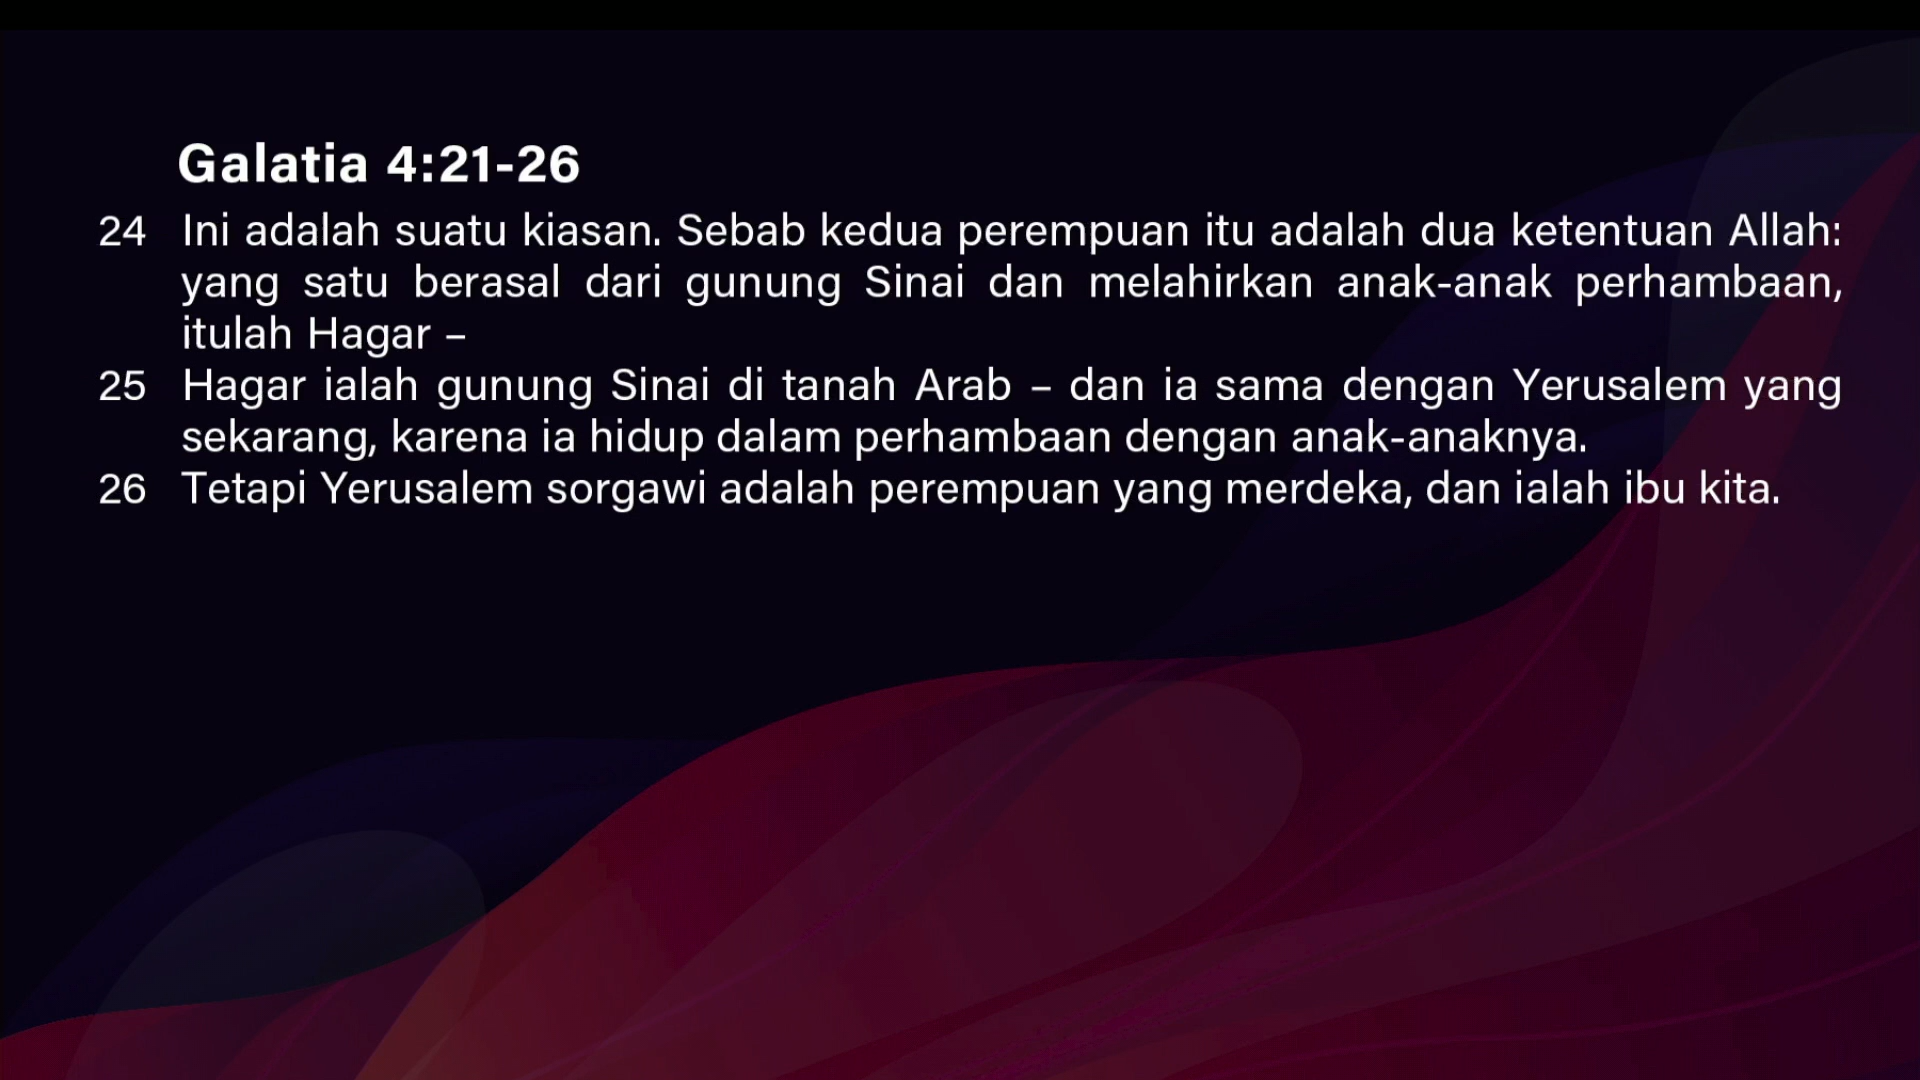 Galatia 4:21-26
24 Ini adalah suatu kiasan. Sebab kedua perempuan itu adalah dua ketentuan Allah:
yang satu berasal dari gunung Sinai dan melahirkan anak-anak perhambaan,
itulah Hagar –
25 Hagar ialah gunung Sinai di tanah Arab – dan ia sama dengan Yerusalem yang
sekarang, karena ia hidup dalam perhambaan dengan anak-anaknya.
26 Tetapi Yerusalem sorgawi adalah perempuan yang merdeka, dan ialah ibu kita.